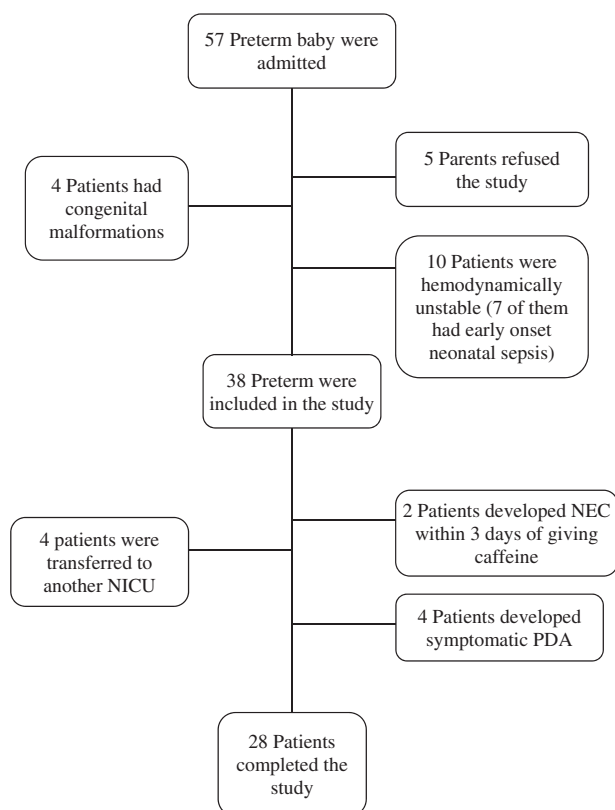 57 Preterm baby were
admitted
5 Parents refused
the study
4 Patients had
congenital
malformations
10 Patients were
hemodynamically
unstable (7 of them
had early onset
neonatal sepsis)
38 Preterm were
included in the study
2 Patients developed NEC
within 3 days of giving
caffeine
4 patients were
transferred to
another NICU
4 Patients developed
symptomatic PDA
28 Patients
completed the
study